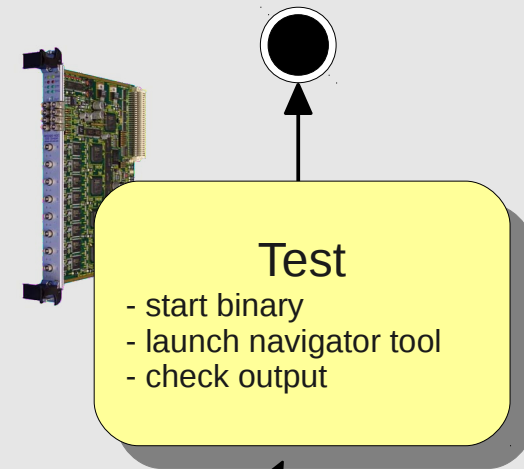 Test
- start binary
- launch navigator tool
- check output